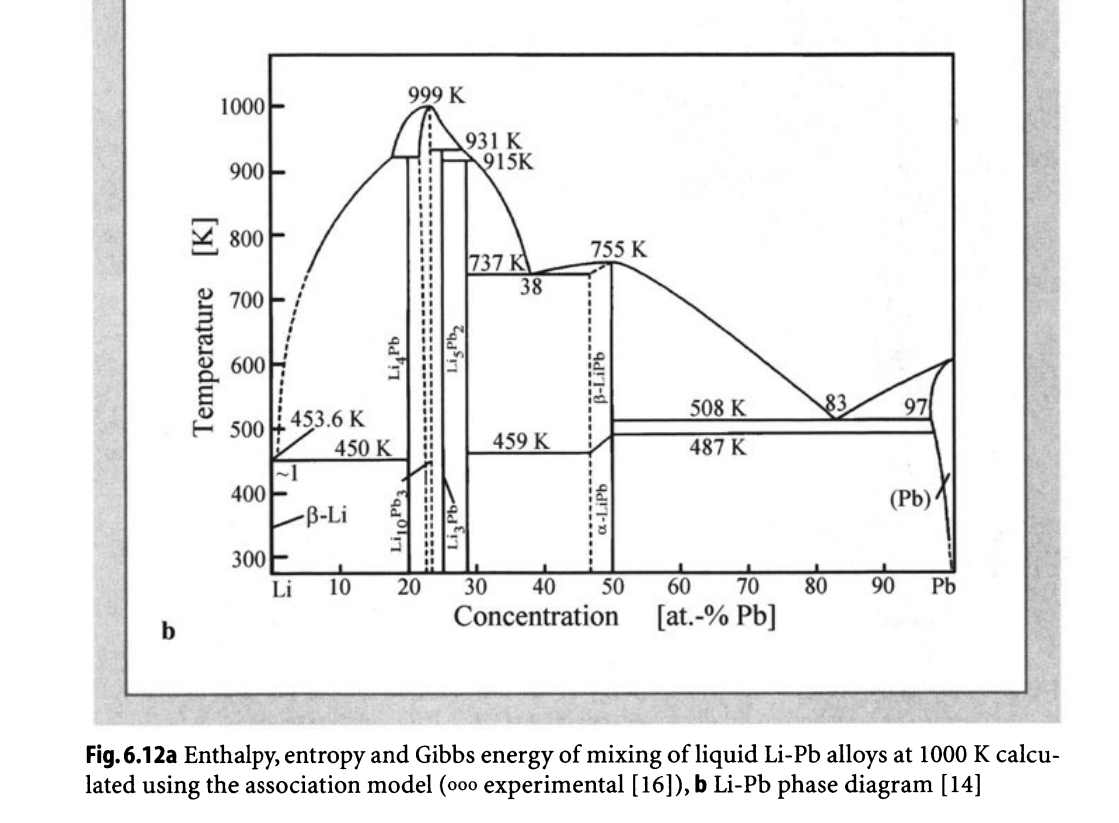 999 K
1000
931 K
915K
900
800
755 K
737 K
38
700
Temperature [K]
600
Li₄Pb
Li₅Pb₂
β-LiPb
83
97
508 K
500
453.6 K
450 K
459 K
487 K
~1
400
β-Li
Li₁₀Pb₃
Li₃Pb
α-LiPb
(Pb)
300
Li 10 20 30 40 50 60 70 80 90 Pb
Concentration [at.-% Pb]
b
Fig. 6.12a Enthalpy, entropy and Gibbs energy of mixing of liquid Li-Pb alloys at 1000 K calcu-
lated using the association model (ooo experimental [16]), b Li-Pb phase diagram [14]